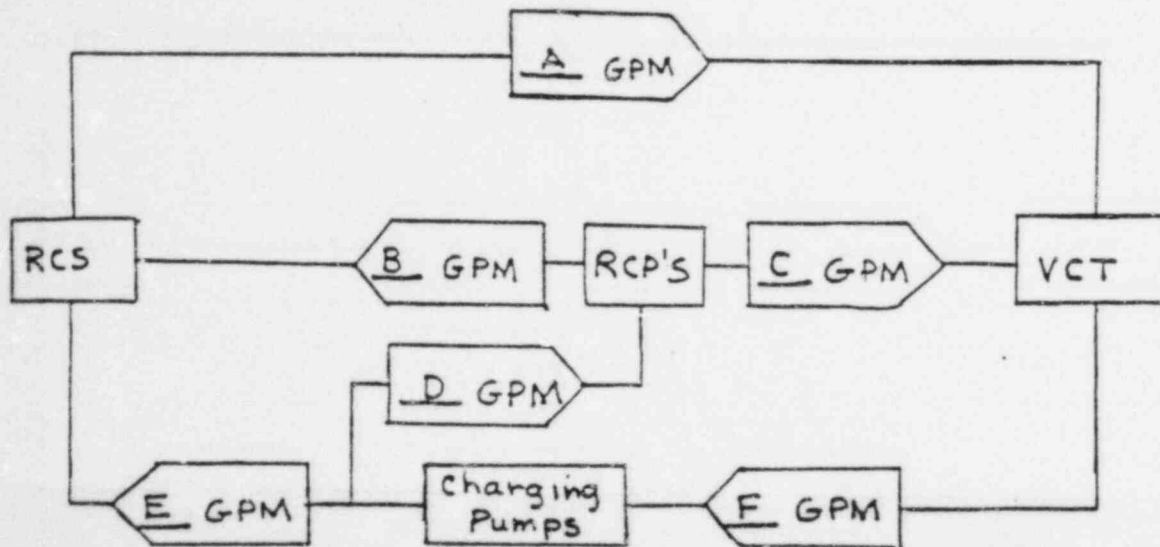 A GPM
RCS
B GPM
RCP'S
C GPM
VCT
D GPM
E GPM
Charging
Pumps
F GPM